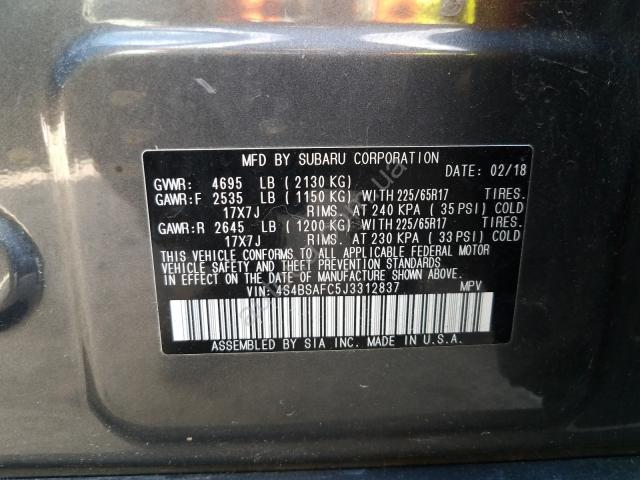 MFD BY SUBARU CORPORATION
GVWR: 4695 LB ( 2130 KG) DATE: 02/18
GAWR:F 2535 LB ( 1150 KG) WITH 225/65R17 TIRES.
17X7J RIMS. AT 240 KPA ( 35 PSI) COLD
GAWR:R 2645 LB ( 1200 KG) WITH 225/65R17 TIRES.
17X7J RIMS. AT 230 KPA ( 33 PSI) COLD
THIS VEHICLE CONFORMS TO ALL APPLICABLE FEDERAL MOTOR
VEHICLE SAFETY AND THEFT PREVENTION STANDARDS
IN EFFECT ON THE DATE OF MANUFACTURE SHOWN ABOVE.
VIN: 4S4BSAFC5J3312837 MPV
ASSEMBLED BY SIA INC. MADE IN U.S.A.